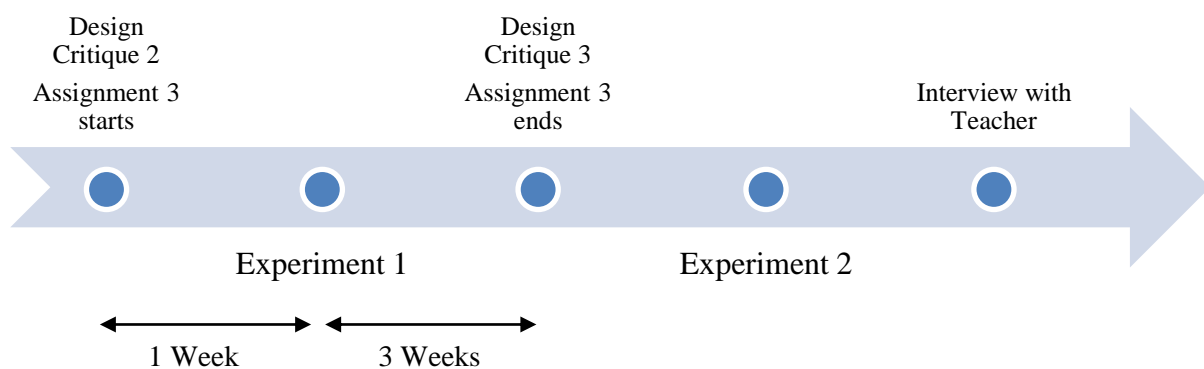 Design
Critique 2
Assignment 3
starts
Design
Critique 3
Assignment 3
ends
Interview with
Teacher
Experiment 1
Experiment 2
1 Week
3 Weeks